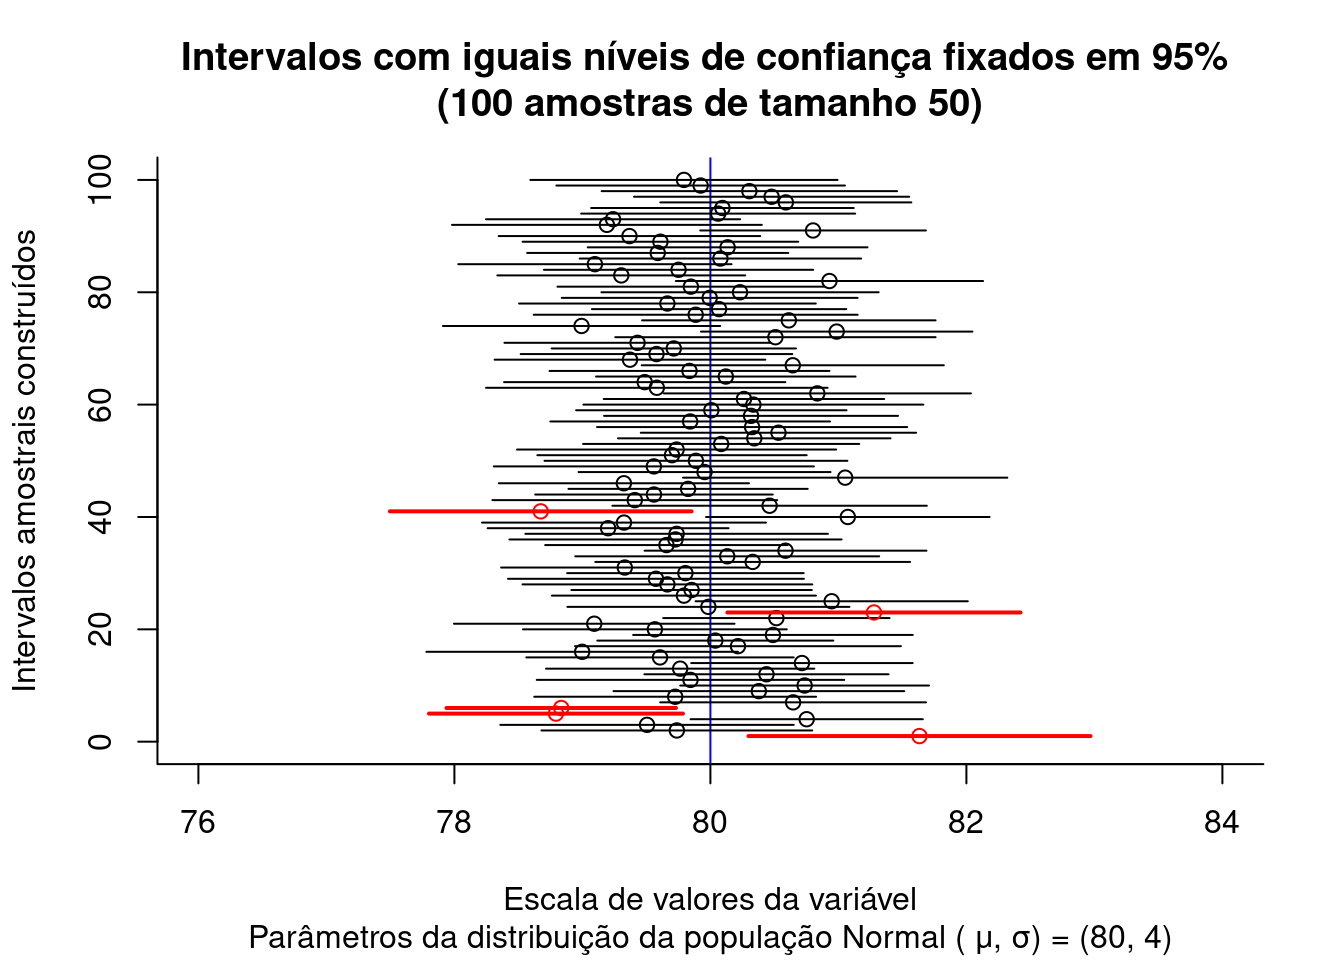 Intervalos com iguais níveis de confiança fixados em 95%
(100 amostras de tamanho 50)
Intervalos amostrais construídos
100
80
60
40
20
0
76 78 80 82 84
Escala de valores da variável
Parâmetros da distribuição da população Normal ( μ, σ) = (80, 4)